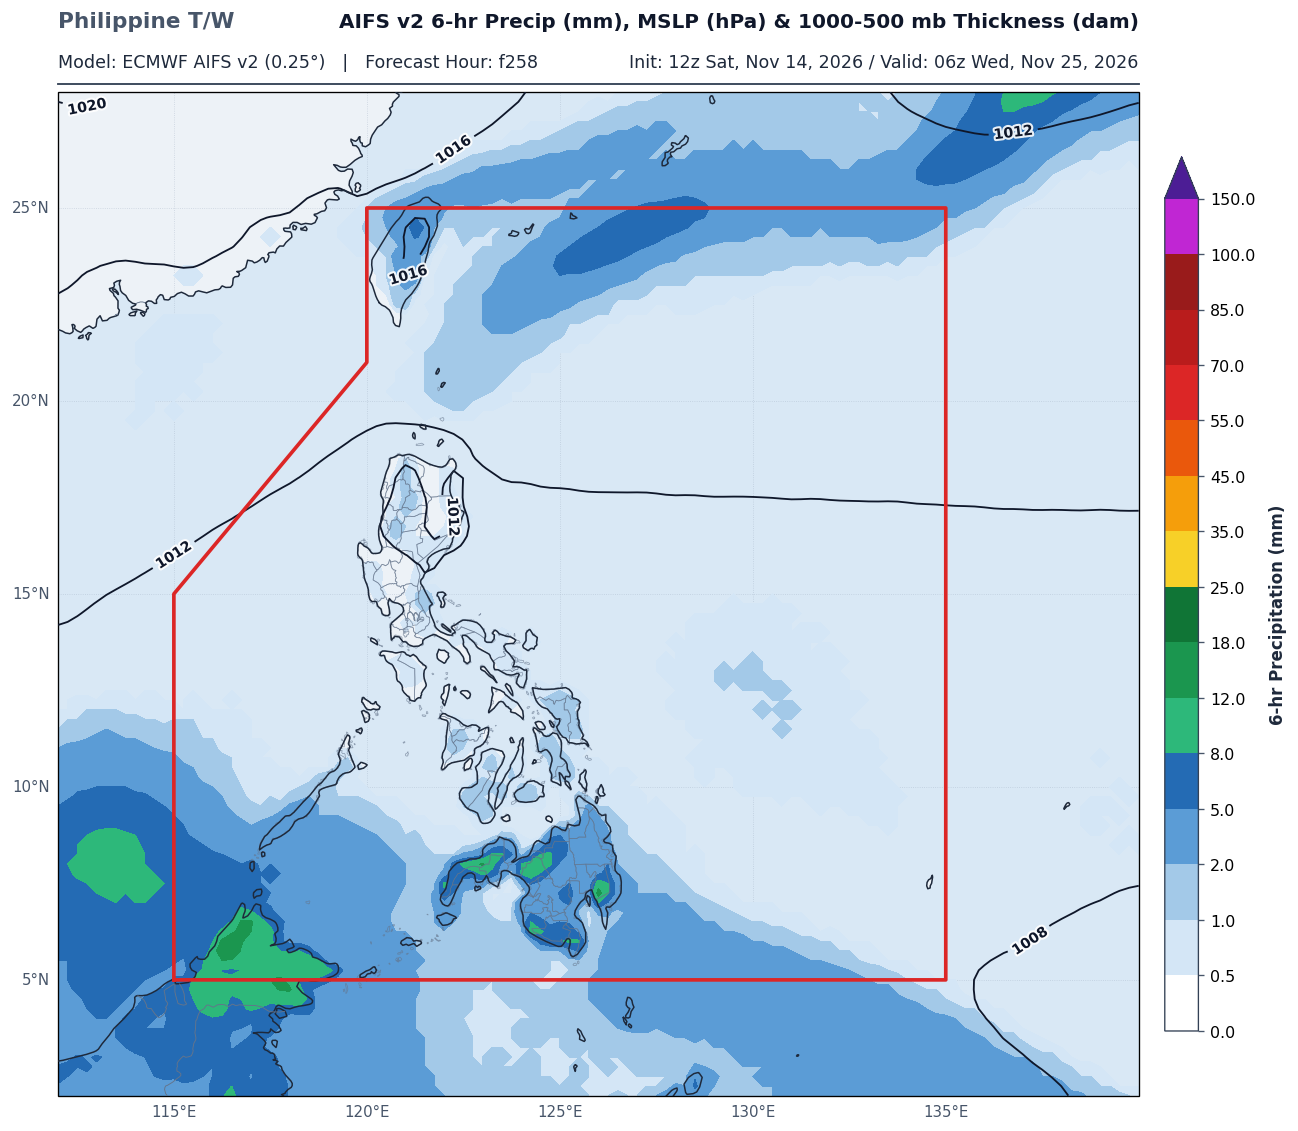 Philippine T/W
AIFS v2 6-hr Precip (mm), MSLP (hPa) & 1000-500 mb Thickness (dam)
Model: ECMWF AIFS v2 (0.25°) | Forecast Hour: f258
Init: 12z Sat, Nov 14, 2026 / Valid: 06z Wed, Nov 25, 2026
1020
1016
1012
25°N
1016
20°N
1012
1012
15°N
10°N
1008
5°N
115°E
120°E
125°E
130°E
135°E
150.0
100.0
85.0
70.0
55.0
45.0
35.0
25.0
18.0
12.0
8.0
5.0
2.0
1.0
0.5
0.0
6-hr Precipitation (mm)